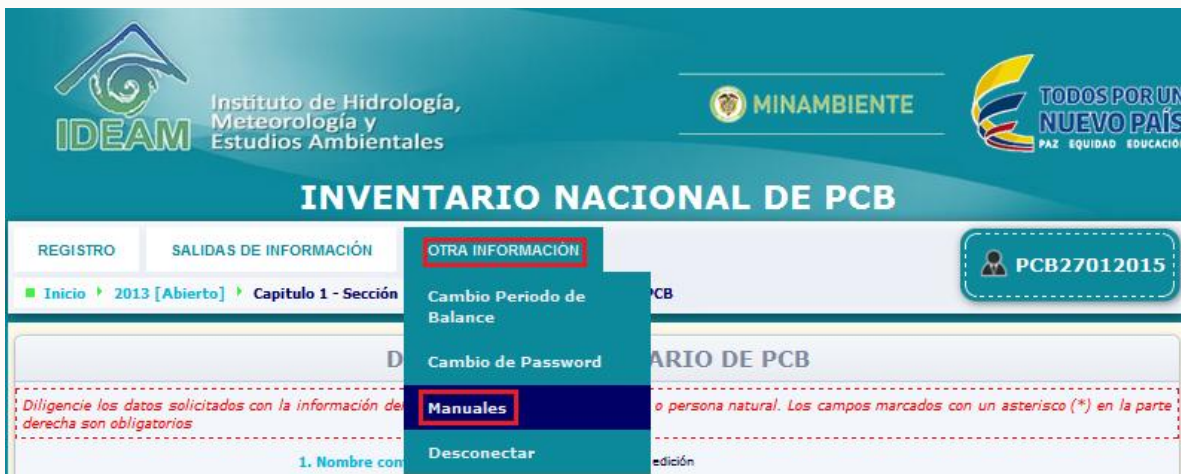 IDEAM
Instituto de Hidrología,
Meteorología y
Estudios Ambientales
MINAMBIENTE
TODOS POR UN
NUEVO PAÍS
PAZ EQUIDAD EDUCACIÓN
INVENTARIO NACIONAL DE PCB
REGISTRO SALIDAS DE INFORMACIÓN OTRA INFORMACIÓN
PCB27012015
Inicio 2013 [Abierto] Capitulo 1 - Sección PCB
Cambio Periodo de
Balance
Cambio de Password
Manuales
Desconectar
D ARIO DE PCB
Diligencie los datos solicitados con la información del o persona natural. Los campos marcados con un asterisco (*) en la parte
derecha son obligatorios
1. Nombre con edición